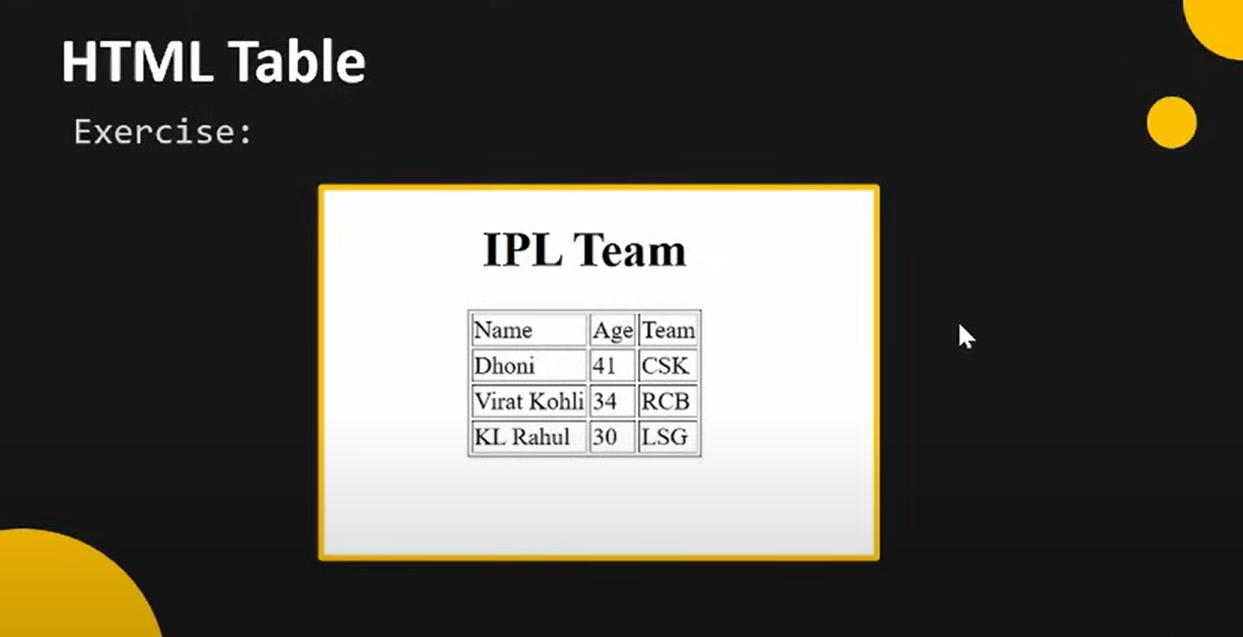 HTML Table
Exercise:
IPL Team
Name Age Team
Dhoni 41 CSK
Virat Kohli 34 RCB
KL Rahul 30 LSG